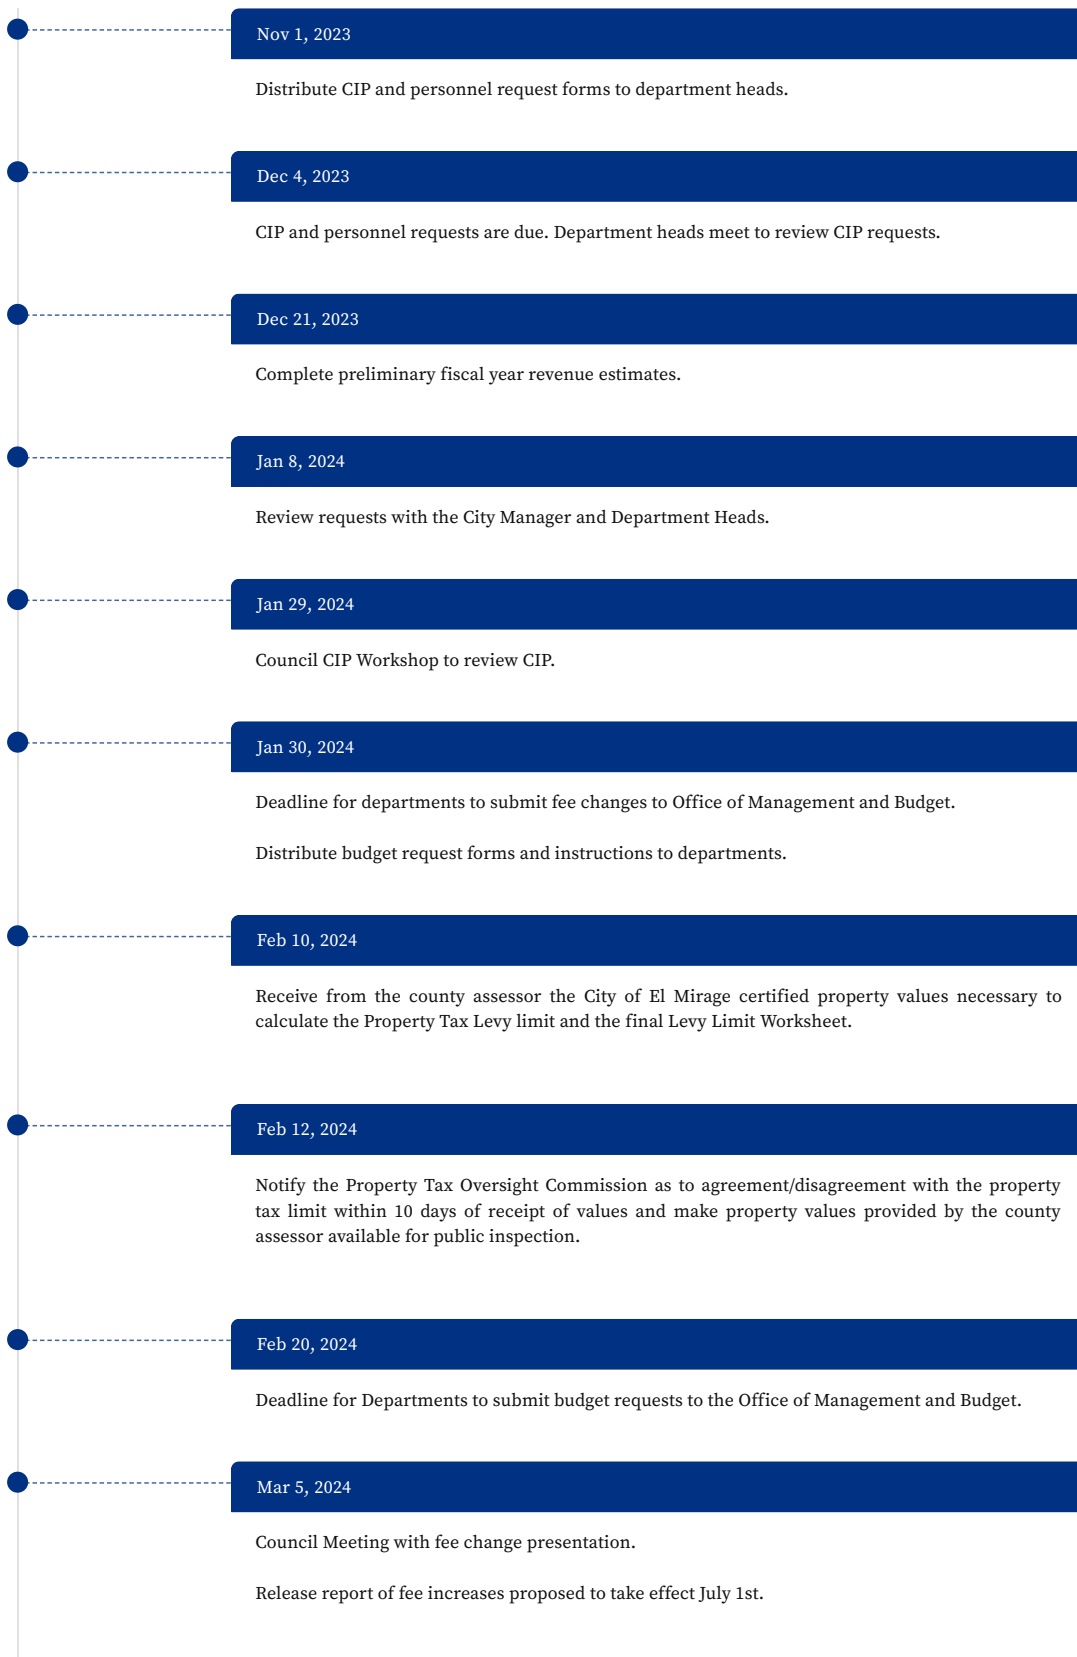 Nov 1, 2023
Distribute CIP and personnel request forms to department heads.
Dec 4, 2023
CIP and personnel requests are due. Department heads meet to review CIP requests.
Dec 21, 2023
Complete preliminary fiscal year revenue estimates.
Jan 8, 2024
Review requests with the City Manager and Department Heads.
Jan 29, 2024
Council CIP Workshop to review CIP.
Jan 30, 2024
Deadline for departments to submit fee changes to Office of Management and Budget.
Distribute budget request forms and instructions to departments.
Feb 10, 2024
Receive from the county assessor the City of El Mirage certified property values necessary to
calculate the Property Tax Levy limit and the final Levy Limit Worksheet.
Feb 12, 2024
Notify the Property Tax Oversight Commission as to agreement/disagreement with the property
tax limit within 10 days of receipt of values and make property values provided by the county
assessor available for public inspection.
Feb 20, 2024
Deadline for Departments to submit budget requests to the Office of Management and Budget.
Mar 5, 2024
Council Meeting with fee change presentation.
Release report of fee increases proposed to take effect July 1st.